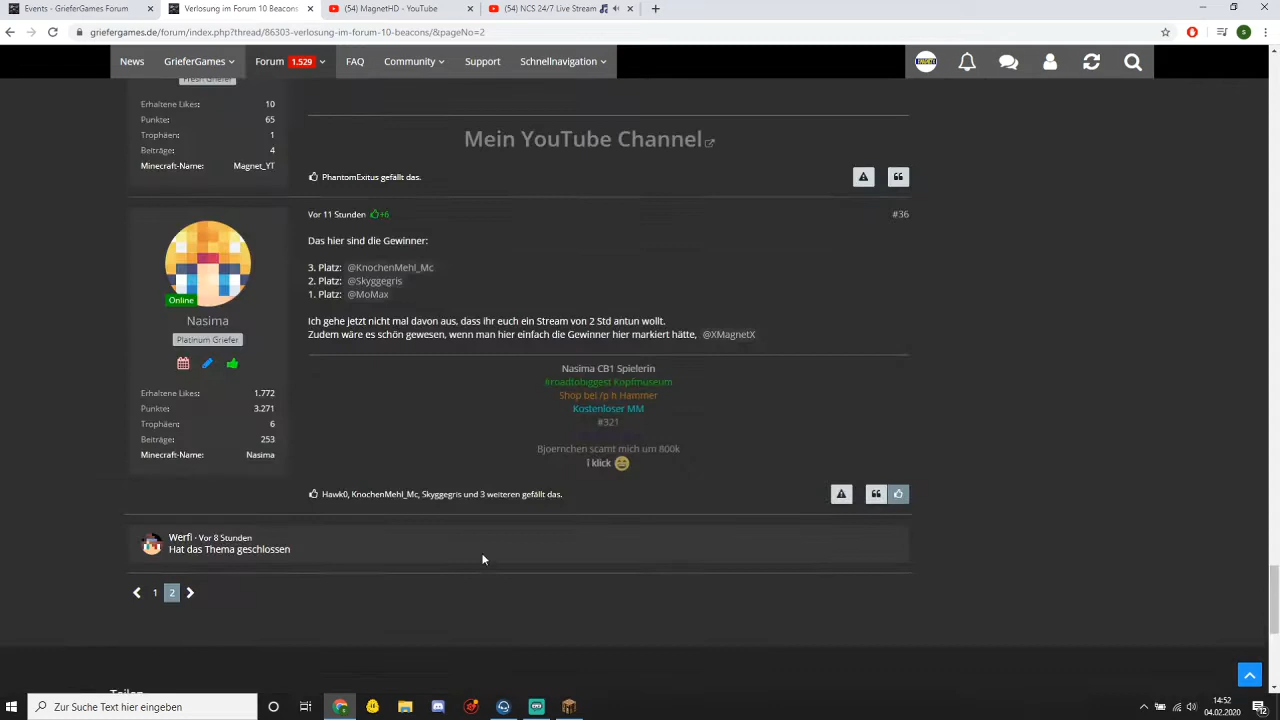 Events - GrieferGames Forum
Verlosung im Forum 10 Beacons
MagnetHD - YouTube
(54) NCS 24/7 Live Stream
griefergames.de/forum/index.php?thread/86303-verlosung-im-forum-10-beacons/&pageNo=2
News GrieferGames Forum 1.529 FAQ Community Support Schnellnavigation
Fresh Griefer
Erhaltene Likes: 10
Punkte: 65
Trophäen: 1
Beiträge: 4
Minecraft-Name: Magnet_YT
Mein YouTube Channel
PhantomExitus gefällt das.
Vor 11 Stunden +6 #36
Das hier sind die Gewinner:
3. Platz: @KnochenMehl_Mc
2. Platz: @Skyggegris
1. Platz: @MoMax
Ich gehe jetzt nicht mal davon aus, dass ihr euch ein Stream von 2 Std antun wollt.
Zudem wäre es schön gewesen, wenn man hier einfach die Gewinner hier markiert hätte, @XMagnetX
Online
Nasima
Platinum Griefer
Erhaltene Likes: 1.772
Punkte: 3.271
Trophäen: 6
Beiträge: 253
Minecraft-Name: Nasima
Nasima CB1 Spielerin
#roadtobiggest Kopfmuseum
Shop bei /p h Hammer
Kostenloser MM
#321
Bjoernchen scamt mich um 800k
I klick
Hawk0, KnochenMehl_Mc, Skyggegris und 3 weiteren gefällt das.
Werfi · Vor 8 Stunden
Hat das Thema geschlossen
1 2
Teilen
Zur Suche Text hier eingeben
14:52
04.02.2020